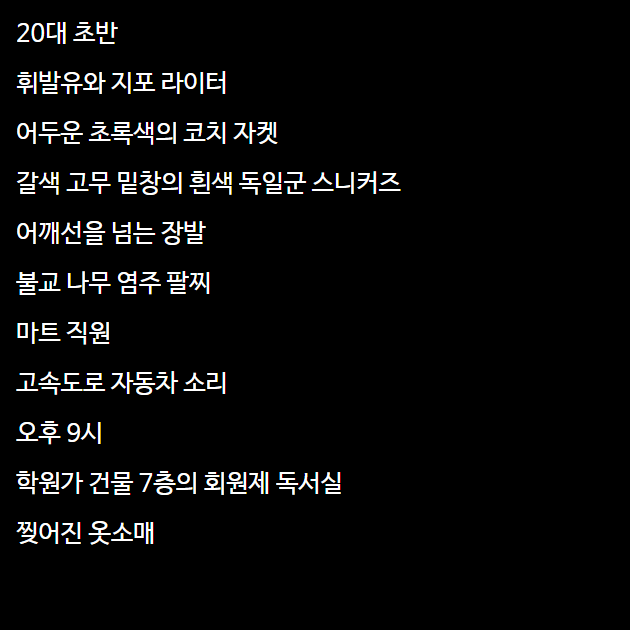 20대 초반
휘발유와 지포 라이터
어두운 초록색의 코치 자켓
갈색 고무 밑창의 흰색 독일군 스니커즈
어깨선을 넘는 장발
불교 나무 염주 팔찌
마트 직원
고속도로 자동차 소리
오후 9시
학원가 건물 7층의 회원제 독서실
찢어진 옷소매